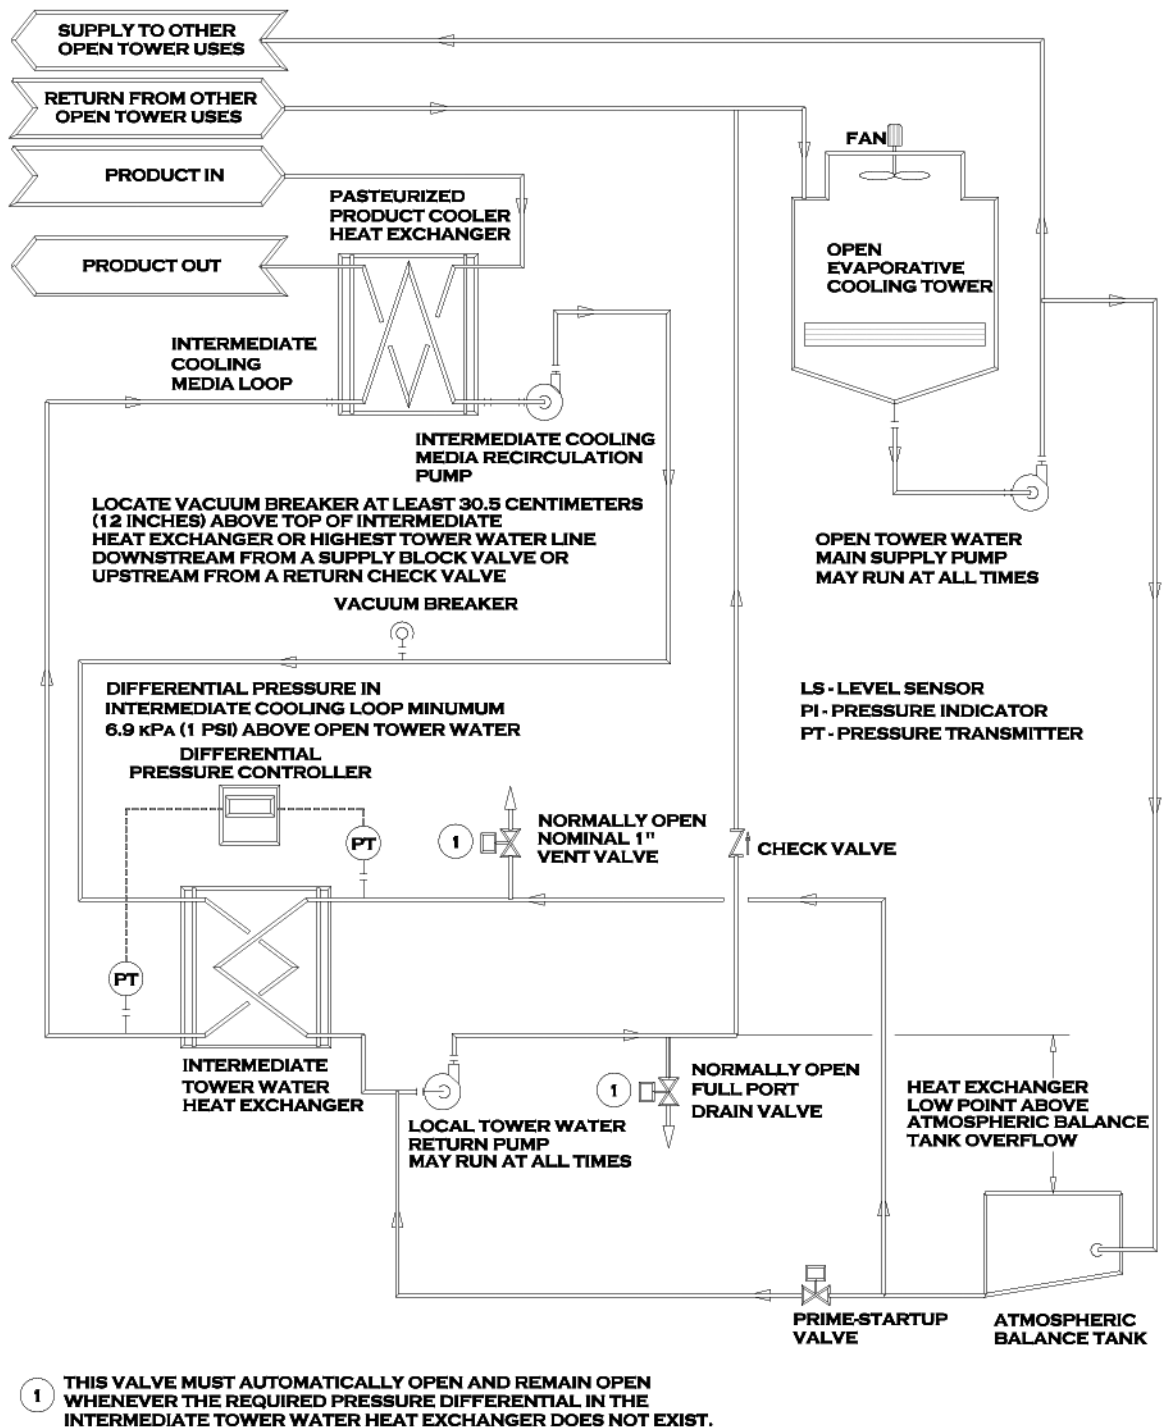 SUPPLY TO OTHER
OPEN TOWER USES
RETURN FROM OTHER
OPEN TOWER USES
PRODUCT IN
PRODUCT OUT
PASTEURIZED
PRODUCT COOLER
HEAT EXCHANGER
FAN
OPEN
EVAPORATIVE
COOLING TOWER
INTERMEDIATE
COOLING
MEDIA LOOP
INTERMEDIATE COOLING
MEDIA RECIRCULATION
PUMP
LOCATE VACUUM BREAKER AT LEAST 30.5 CENTIMETERS
(12 INCHES) ABOVE TOP OF INTERMEDIATE
HEAT EXCHANGER OR HIGHEST TOWER WATER LINE
DOWNSTREAM FROM A SUPPLY BLOCK VALVE OR
UPSTREAM FROM A RETURN CHECK VALVE
OPEN TOWER WATER
MAIN SUPPLY PUMP
MAY RUN AT ALL TIMES
VACUUM BREAKER
DIFFERENTIAL PRESSURE IN
INTERMEDIATE COOLING LOOP MINUMUM
6.9 KPA (1 PSI) ABOVE OPEN TOWER WATER
LS - LEVEL SENSOR
PI - PRESSURE INDICATOR
PT - PRESSURE TRANSMITTER
DIFFERENTIAL
PRESSURE CONTROLLER
PT
1
NORMALLY OPEN
NOMINAL 1"
VENT VALVE
CHECK VALVE
PT
INTERMEDIATE
TOWER WATER
HEAT EXCHANGER
1
NORMALLY OPEN
FULL PORT
DRAIN VALVE
LOCAL TOWER WATER
RETURN PUMP
MAY RUN AT ALL TIMES
HEAT EXCHANGER
LOW POINT ABOVE
ATMOSPHERIC BALANCE
TANK OVERFLOW
PRIME-STARTUP
VALVE
ATMOSPHERIC
BALANCE TANK
1 THIS VALVE MUST AUTOMATICALLY OPEN AND REMAIN OPEN
WHENEVER THE REQUIRED PRESSURE DIFFERENTIAL IN THE
INTERMEDIATE TOWER WATER HEAT EXCHANGER DOES NOT EXIST.